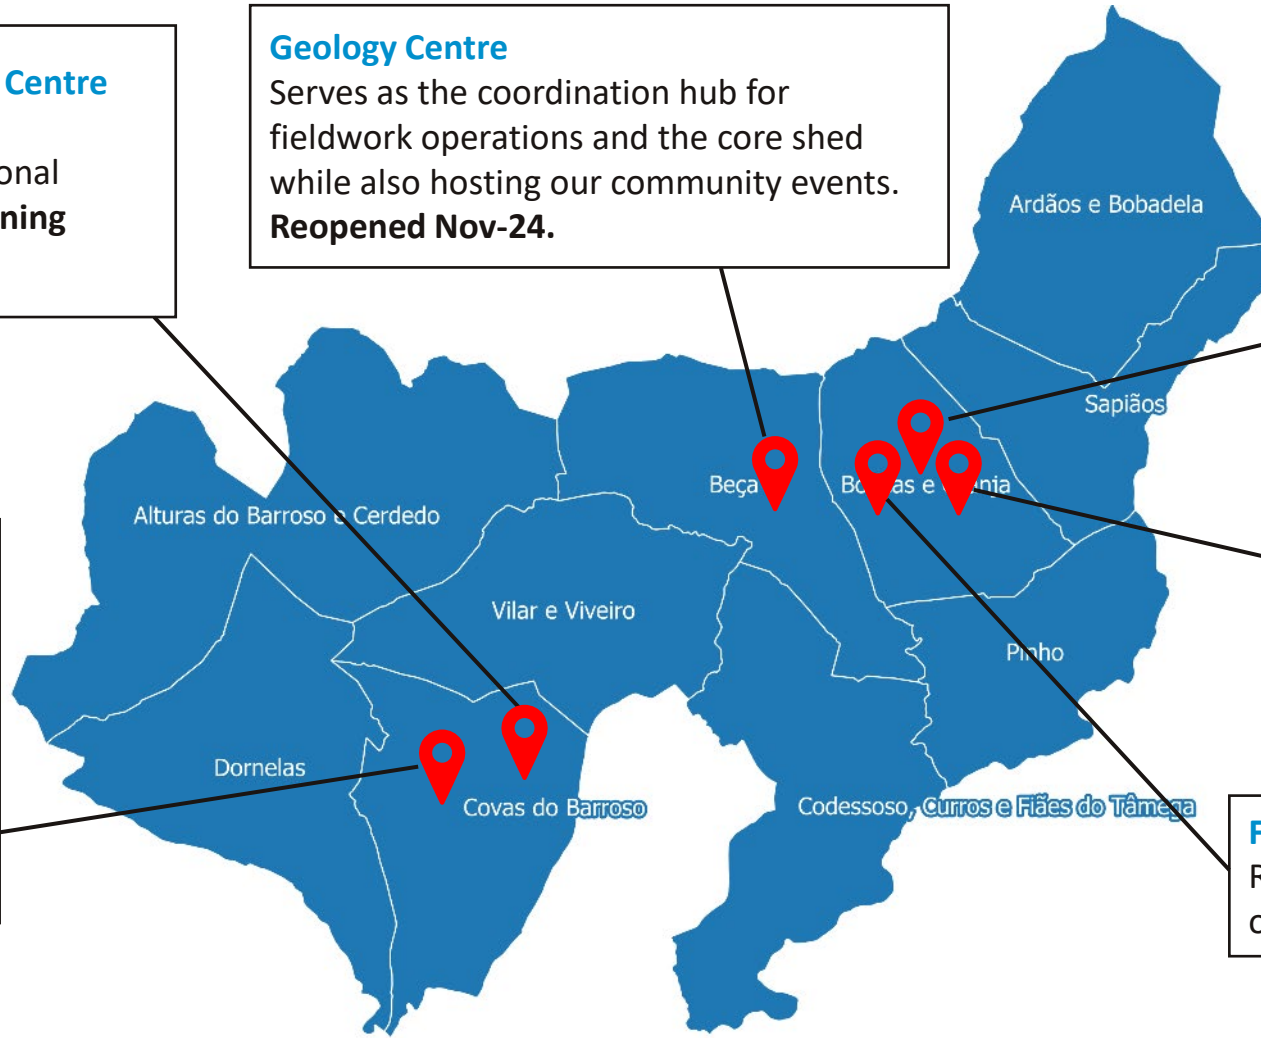 Centre
onal
ning
Geology Centre
Serves as the coordination hub for
fieldwork operations and the core shed
while also hosting our community events.
Reopened Nov-24.
Ardãos e Bobadela
Sapiãos
Beça
Alturas do Barroso e Cerdedo
Vilar e Viveiro
Pinho
Dornelas
Covas do Barroso
Codessoso, Curros e Fiães do Tâmega